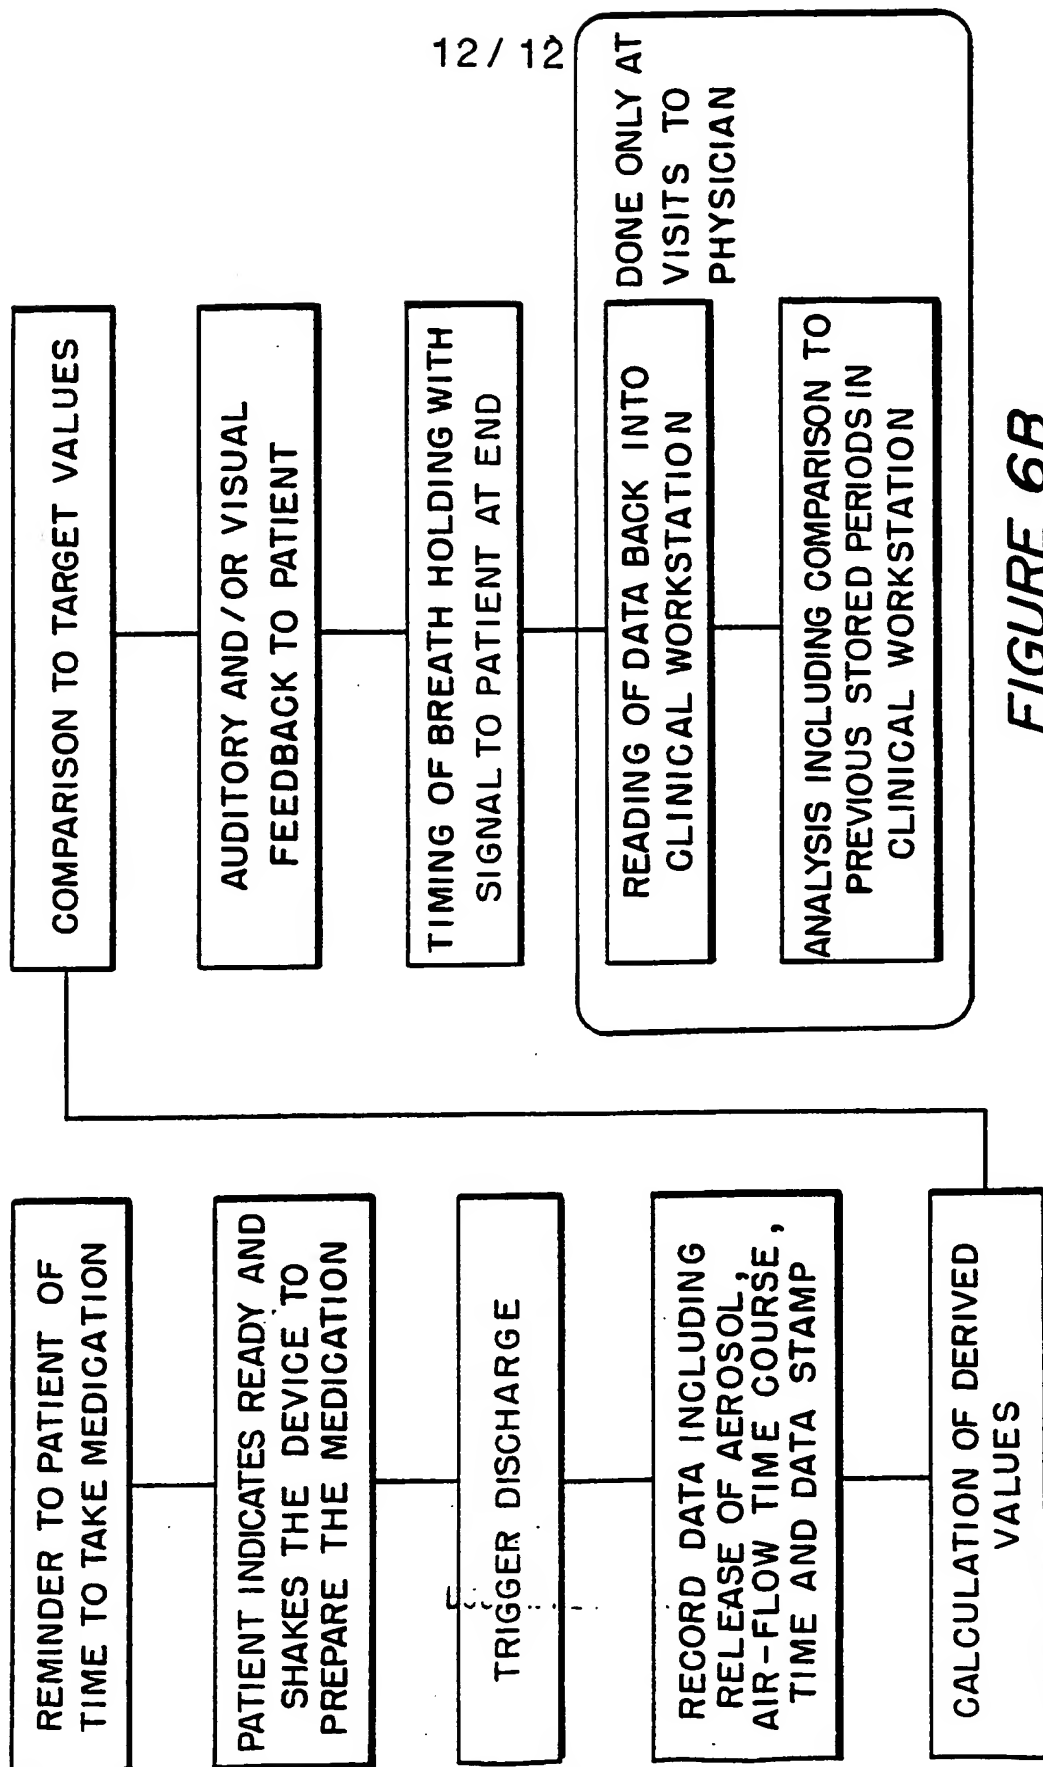 12/12
REMINDER TO PATIENT OF
TIME TO TAKE MEDICATION
PATIENT INDICATES READY AND
SHAKES THE DEVICE TO
PREPARE THE MEDICATION
TRIGGER DISCHARGE
RECORD DATA INCLUDING
RELEASE OF AEROSOL,
AIR-FLOW TIME COURSE,
TIME AND DATA STAMP
CALCULATION OF DERIVED
VALUES
COMPARISON TO TARGET VALUES
AUDITORY AND/OR VISUAL
FEEDBACK TO PATIENT
TIMING OF BREATH HOLDING WITH
SIGNAL TO PATIENT AT END
READING OF DATA BACK INTO
CLINICAL WORKSTATION
DONE ONLY AT
VISITS TO
PHYSICIAN
ANALYSIS INCLUDING COMPARISON TO
PREVIOUS STORED PERIODS IN
CLINICAL WORKSTATION
FIGURE 6B